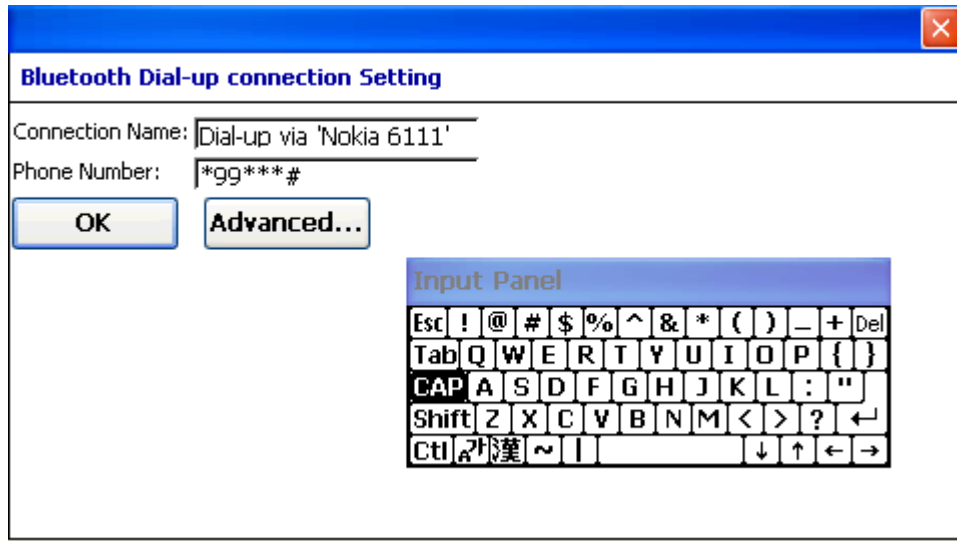 Bluetooth Dial-up connection Setting
Connection Name: Dial-up via 'Nokia 6111'
Phone Number: *99***#
OK Advanced...
Input Panel
Esc ! @ # $ % ^ & * ( ) _ + Del
Tab Q W E R T Y U I O P { }
CAP A S D F G H J K L : "
Shift Z X C V B N M < > ? ↵
Ctl A가 漢 ~ | ↓ ↑ ← →